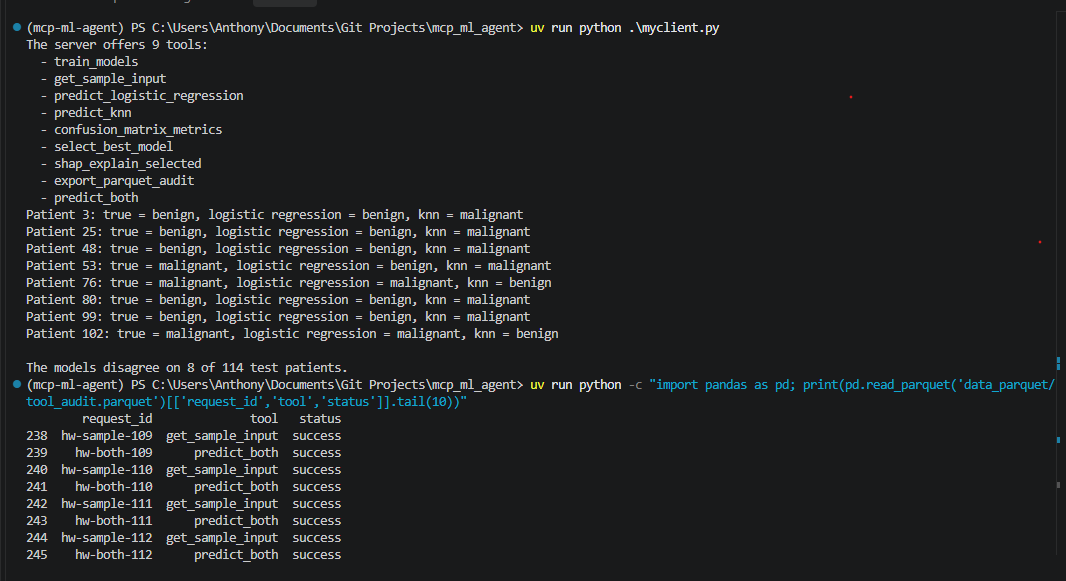 (mcp-ml-agent) PS C:\Users\Anthony\Documents\Git Projects\mcp_ml_agent> uv run python .\myclient.py
The server offers 9 tools:
- train_models
- get_sample_input
- predict_logistic_regression
- predict_knn
- confusion_matrix_metrics
- select_best_model
- shap_explain_selected
- export_parquet_audit
- predict_both
Patient 3: true = benign, logistic regression = benign, knn = malignant
Patient 25: true = benign, logistic regression = benign, knn = malignant
Patient 48: true = benign, logistic regression = benign, knn = malignant
Patient 53: true = malignant, logistic regression = benign, knn = malignant
Patient 76: true = malignant, logistic regression = malignant, knn = benign
Patient 80: true = benign, logistic regression = benign, knn = malignant
Patient 99: true = benign, logistic regression = benign, knn = malignant
Patient 102: true = malignant, logistic regression = malignant, knn = benign
The models disagree on 8 of 114 test patients.
(mcp-ml-agent) PS C:\Users\Anthony\Documents\Git Projects\mcp_ml_agent> uv run python -c "import pandas as pd; print(pd.read_parquet('data_parquet/
tool_audit.parquet')[['request_id','tool','status']].tail(10))"
request_id tool status
238 hw-sample-109 get_sample_input success
239 hw-both-109 predict_both success
240 hw-sample-110 get_sample_input success
241 hw-both-110 predict_both success
242 hw-sample-111 get_sample_input success
243 hw-both-111 predict_both success
244 hw-sample-112 get_sample_input success
245 hw-both-112 predict_both success